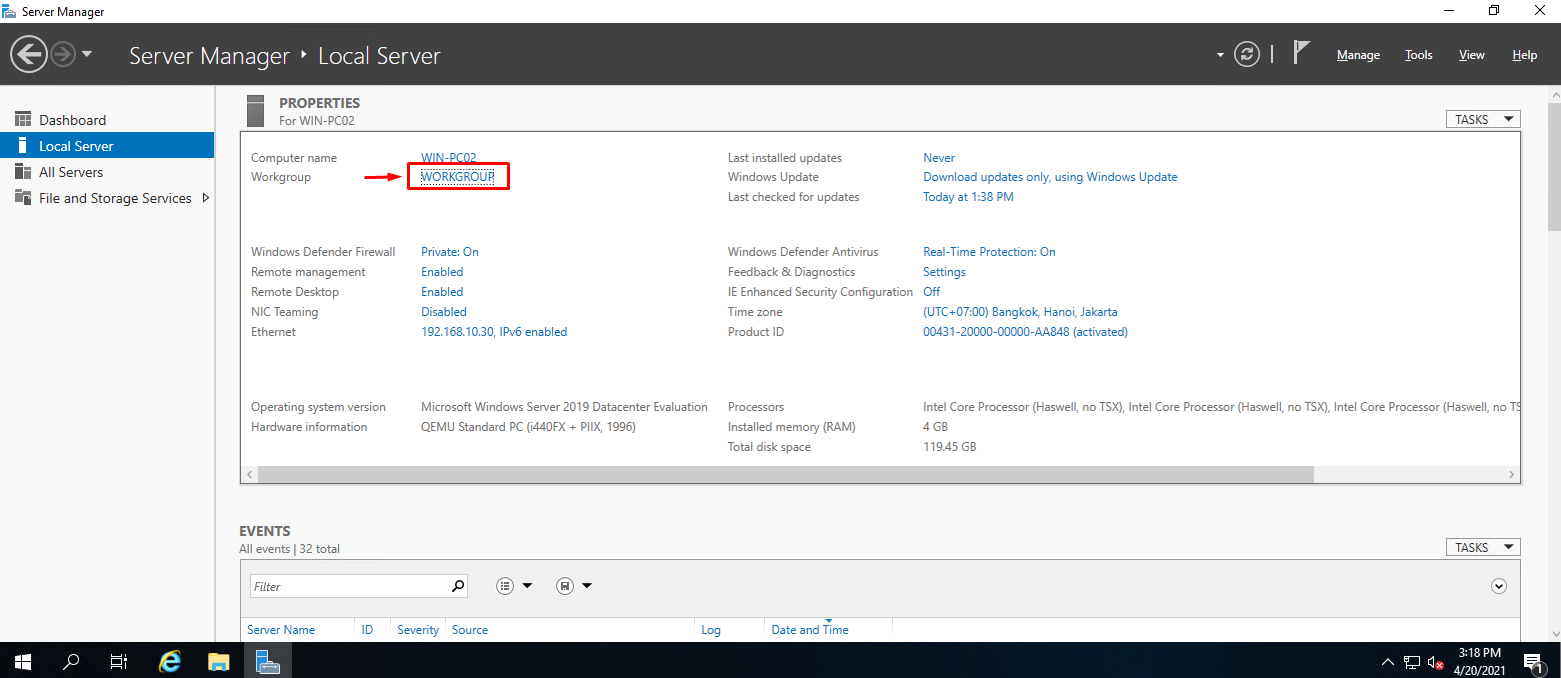 Server Manager
Server Manager ‣ Local Server
Manage Tools View Help
Dashboard
Local Server
All Servers
File and Storage Services
PROPERTIES
For WIN-PC02
TASKS
Computer name WIN-PC02 Last installed updates Never
Workgroup WORKGROUP Windows Update Download updates only, using Windows Update
Last checked for updates Today at 1:38 PM
Windows Defender Firewall Private: On Windows Defender Antivirus Real-Time Protection: On
Remote management Enabled Feedback & Diagnostics Settings
Remote Desktop Enabled IE Enhanced Security Configuration Off
NIC Teaming Disabled Time zone (UTC+07:00) Bangkok, Hanoi, Jakarta
Ethernet 192.168.10.30, IPv6 enabled Product ID 00431-20000-00000-AA848 (activated)
Operating system version Microsoft Windows Server 2019 Datacenter Evaluation Processors Intel Core Processor (Haswell, no TSX), Intel Core Processor (Haswell, no TSX), Intel Core Processor (Haswell, no TS
Hardware information QEMU Standard PC (i440FX + PIIX, 1996) Installed memory (RAM) 4 GB
Total disk space 119.45 GB
EVENTS
All events | 32 total
TASKS
Filter
Server Name ID Severity Source Log Date and Time
3:18 PM
4/20/2021
1